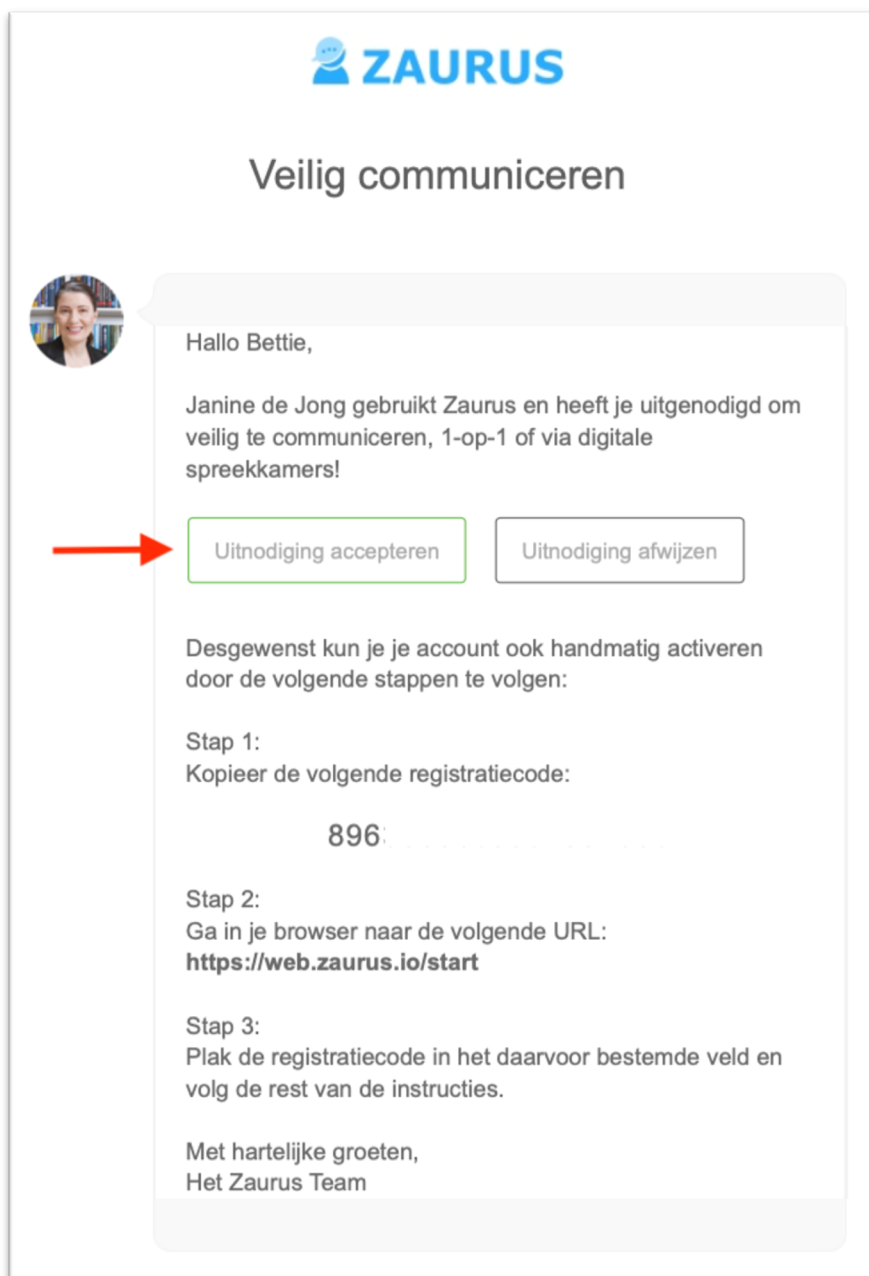 ZAURUS
Veilig communiceren
Hallo Bettie,
Janine de Jong gebruikt Zaurus en heeft je uitgenodigd om
veilig te communiceren, 1-op-1 of via digitale
spreekkamers!
Uitnodiging accepteren
Uitnodiging afwijzen
Desgewenst kun je je account ook handmatig activeren
door de volgende stappen te volgen:
Stap 1:
Kopieer de volgende registratiecode:
896
Stap 2:
Ga in je browser naar de volgende URL:
https://web.zaurus.io/start
Stap 3:
Plak de registratiecode in het daarvoor bestemde veld en
volg de rest van de instructies.
Met hartelijke groeten,
Het Zaurus Team